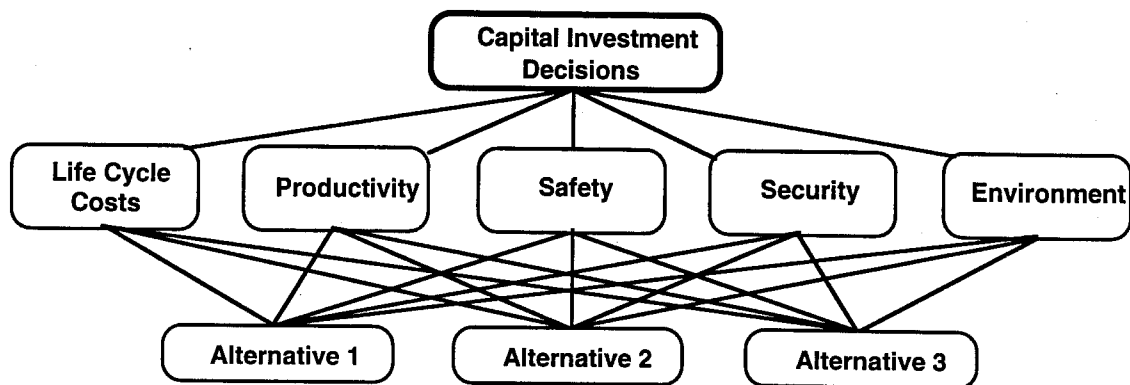 Capital Investment
Decisions
Life Cycle
Costs
Productivity
Safety
Security
Environment
Alternative 1
Alternative 2
Alternative 3